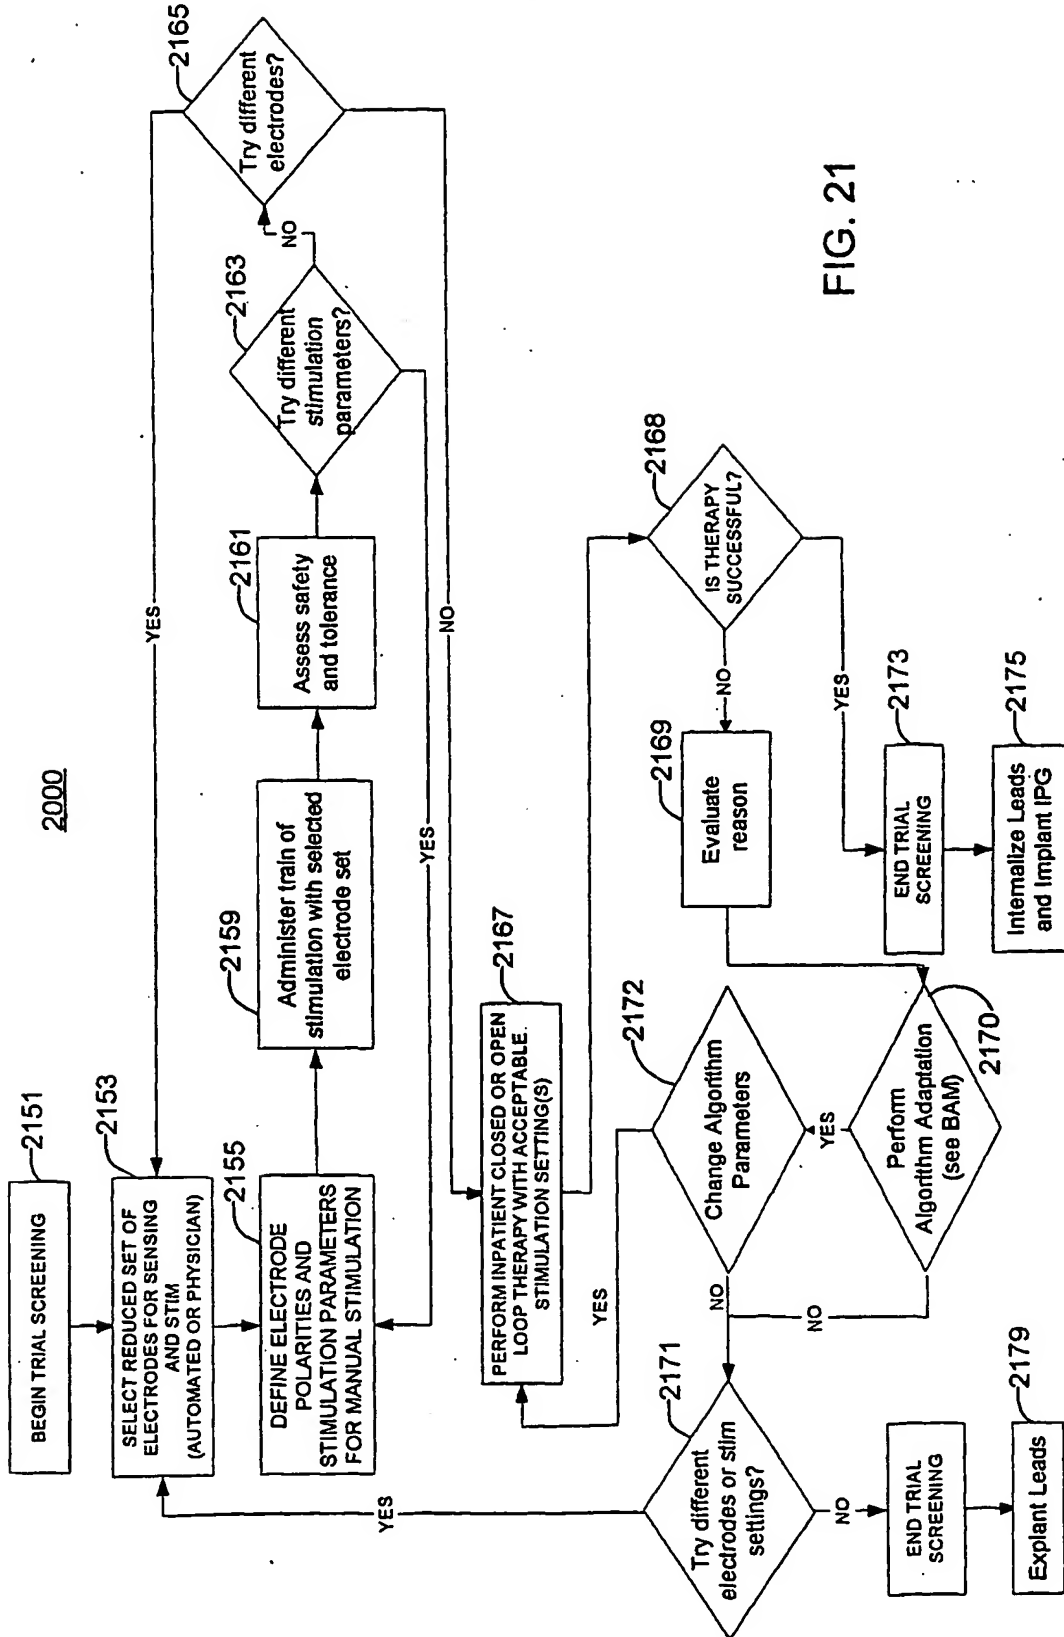 2000
BEGIN TRIAL SCREENING
2151
SELECT REDUCED SET OF
ELECTRODES FOR SENSING
AND STIM
(AUTOMATED OR PHYSICIAN)
2153
DEFINE ELECTRODE
POLARITIES AND
STIMULATION PARAMETERS
FOR MANUAL STIMULATION
2155
Administer train of
stimulation with selected
electrode set
2159
Assess safety
and tolerance
2161
Try different
stimulation
parameters?
2163
NO
YES
Try different
electrodes?
2165
YES
NO
PERFORM INPATIENT CLOSED OR OPEN
LOOP THERAPY WITH ACCEPTABLE.
STIMULATION SETTING(S)
2167
IS THERAPY
SUCCESSFUL?
2168
NO
YES
Evaluate
reason
2169
Perform
Algorithm Adaptation
(see BAM)
2170
YES
NO
Change Algorithm
Parameters
2172
YES
NO
Try different
electrodes or stim
settings?
2171
YES
NO
END TRIAL
SCREENING
Explant Leads
2179
END TRIAL
SCREENING
2173
Internalize Leads
and Implant IPG
2175
FIG. 21